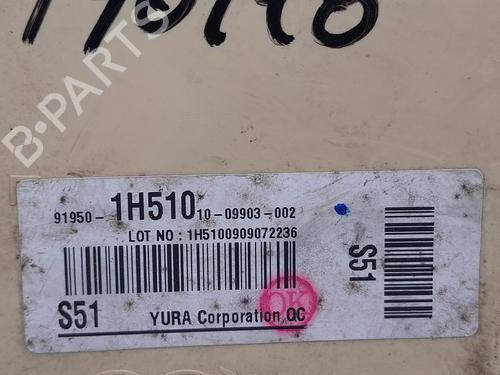 B-PARTS
91950-1H510 10-09903-002
LOT NO : 1H5100909072236
S51
S51
YURA Corporation QC
OK